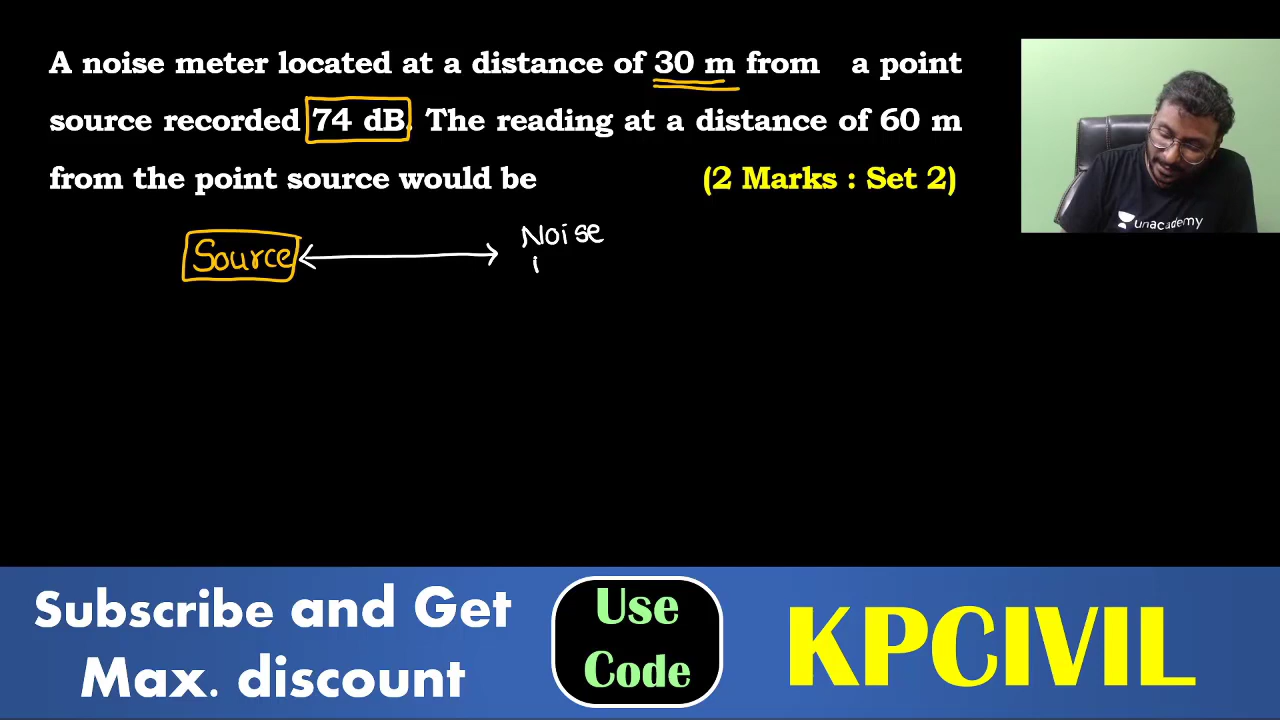 A noise meter located at a distance of 30 m from a point
source recorded 74 dB. The reading at a distance of 60 m
from the point source would be (2 Marks : Set 2)
Source
Noise
unacademy
Subscribe and Get
Max. discount
Use
Code
KPCIVIL